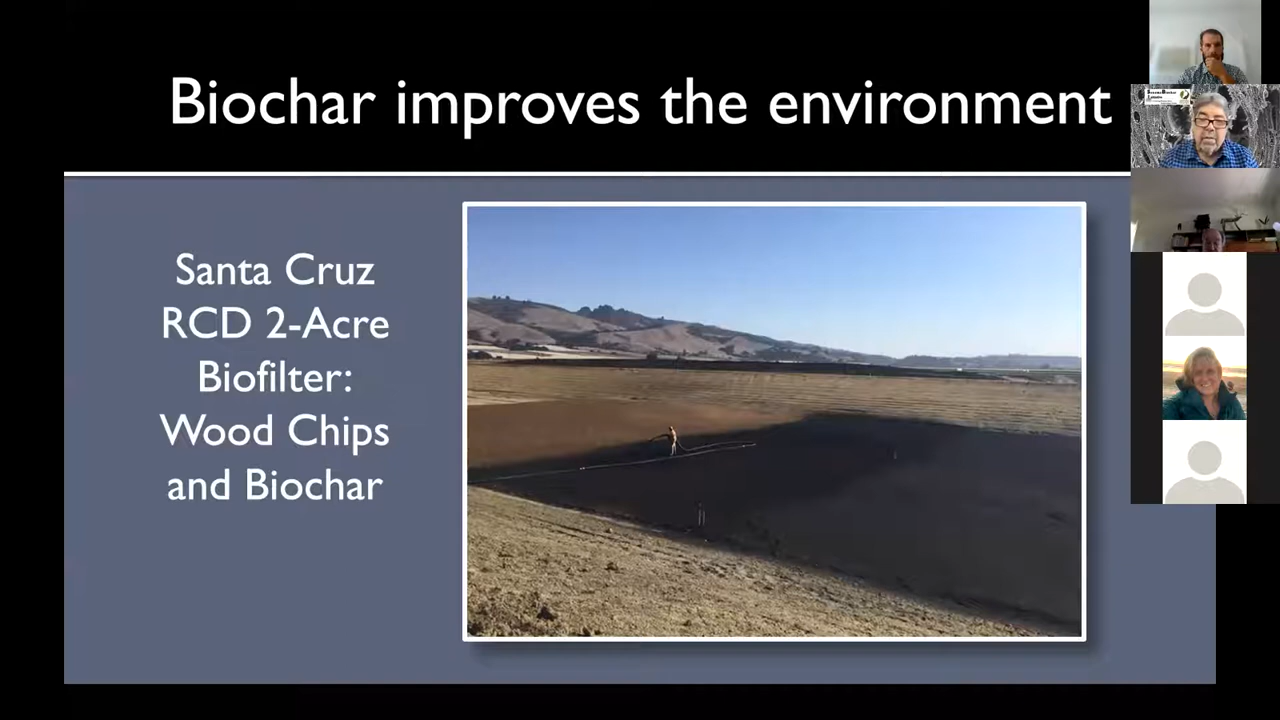 Biochar improves the environment
Santa Cruz
RCD 2-Acre
Biofilter:
Wood Chips
and Biochar